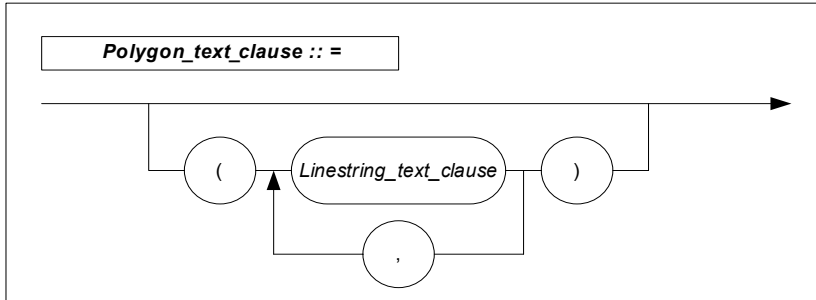 Polygon_text_clause :: =
( Linestring_text_clause )
,